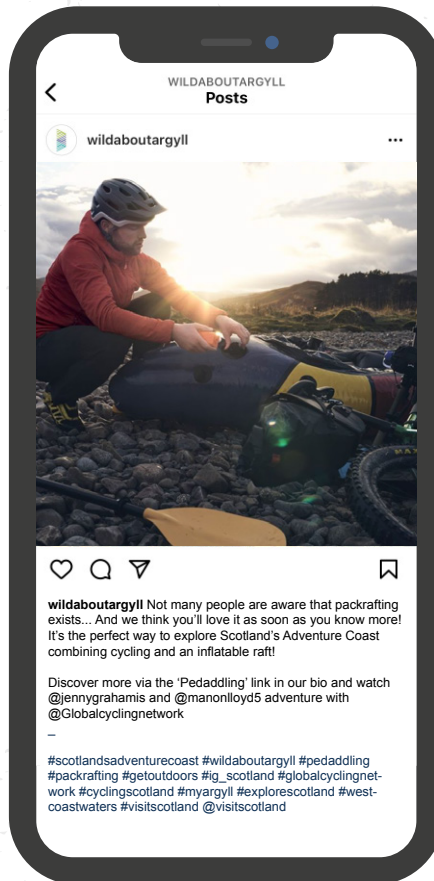 WILDABOUTARGYLL
Posts
wildaboutargyll
wildaboutargyll Not many people are aware that packrafting
exists... And we think you'll love it as soon as you know more!
It's the perfect way to explore Scotland's Adventure Coast
combining cycling and an inflatable raft!
Discover more via the 'Pedaddling' link in our bio and watch
@jennygrahamis and @manonlloyd5 adventure with
@Globalcyclingnetwork
_
#scotlandsadventurecoast #wildaboutargyll #pedaddling
#packrafting #getoutdoors #ig_scotland #globalcyclingnet-
work #cyclingscotland #myargyll #explorescotland #west-
coastwaters #visitscotland @visitscotland